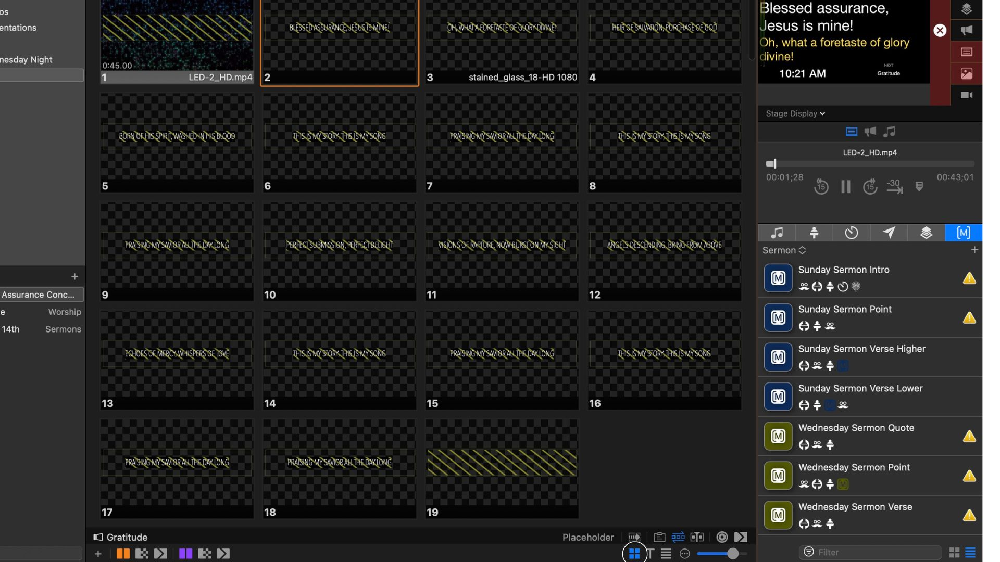 os
entations
nesday Night
Assurance Conc...
e Worship
14th Sermons
0:45.00
1 LED-2_HD.mp4
BLESSED ASSURANCE, JESUS IS MINE!
2
OH, WHAT A FORETASTE OF GLORY DIVINE!
3 stained_glass_18-HD 1080
HEIR OF SALVATION, PURCHASE OF GOD
4
BORN OF HIS SPIRIT, WASHED IN HIS BLOOD
5
THIS IS MY STORY, THIS IS MY SONG
6
PRAISING MY SAVIOR ALL THE DAY LONG
7
THIS IS MY STORY, THIS IS MY SONG
8
PRAISING MY SAVIOR ALL THE DAY LONG
9
PERFECT SUBMISSION, PERFECT DELIGHT
10
VISIONS OF RAPTURE, NOW BURST ON MY SIGHT
11
ANGELS DESCENDING, BRING FROM ABOVE
12
ECHOES OF MERCY, WHISPERS OF LOVE
13
THIS IS MY STORY, THIS IS MY SONG
14
PRAISING MY SAVIOR ALL THE DAY LONG
15
THIS IS MY STORY, THIS IS MY SONG
16
PRAISING MY SAVIOR ALL THE DAY LONG
17
PRAISING MY SAVIOR ALL THE DAY LONG
18
19
Gratitude
Placeholder
Blessed assurance,
Jesus is mine!
Oh, what a foretaste of glory
divine!
10:21 AM
NEXT
Gratitude
Stage Display
LED-2_HD.mp4
00:01;28
00:43;01
15
15
-30
[M]
Sermon
Sunday Sermon Intro
Sunday Sermon Point
Sunday Sermon Verse Higher
Sunday Sermon Verse Lower
Wednesday Sermon Quote
Wednesday Sermon Point
Wednesday Sermon Verse
Filter